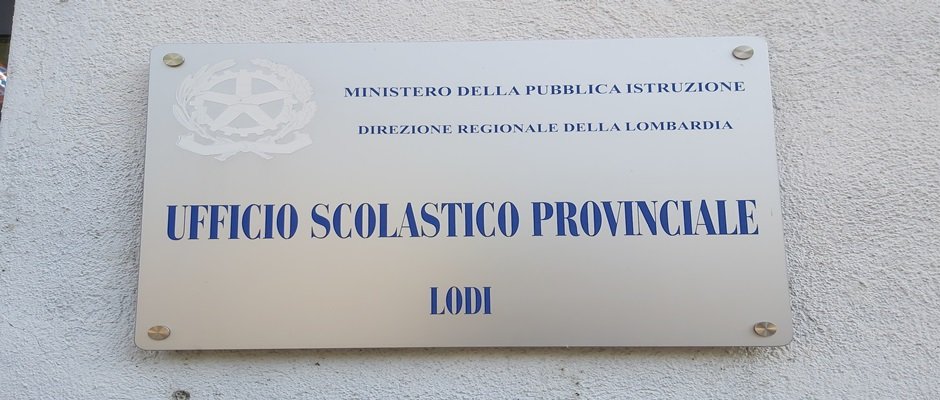 MINISTERO DELLA PUBBLICA ISTRUZIONE
DIREZIONE REGIONALE DELLA LOMBARDIA
UFFICIO SCOLASTICO PROVINCIALE
LODI